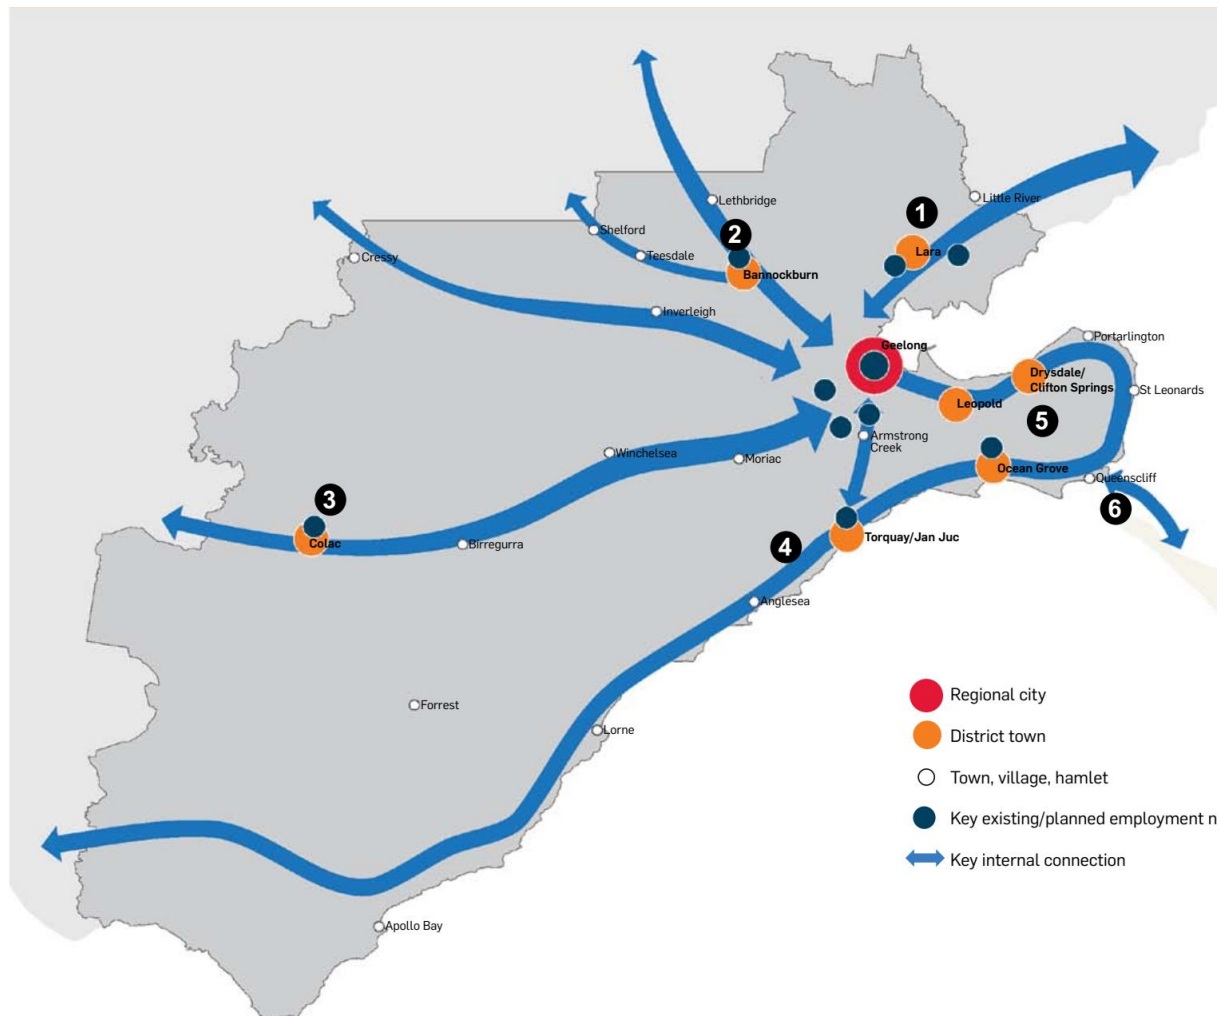 Lethbridge
Little River
1
2
Shelford
Teesdale
Lara
Cressy
Bannockburn
Inverleigh
Portarlington
Geelong
Drysdale/
Clifton Springs
St Leonards
Leopold
5
Armstrong
Creek
Winchelsea
Moriac
Ocean Grove
Queenscliff
3
6
Colac
Birregurra
4
Torquay/Jan Juc
Anglesea
Forrest
Lorne
Apollo Bay
Regional city
District town
Town, village, hamlet
Key existing/planned employment n
Key internal connection